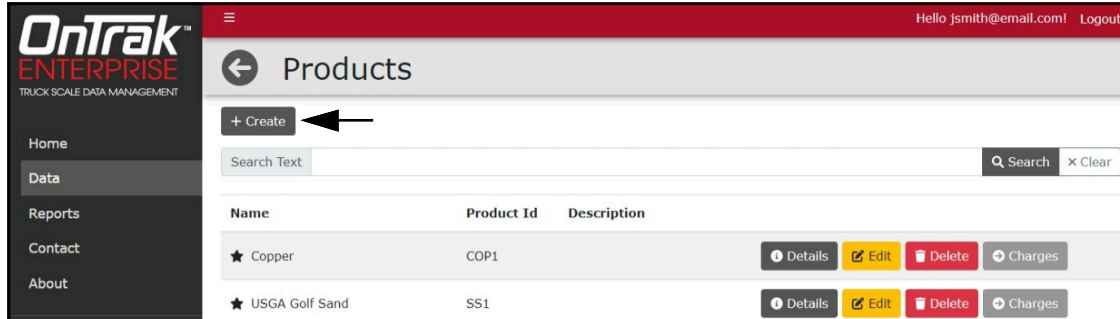 OnTrak™
ENTERPRISE
TRUCK SCALE DATA MANAGEMENT
Home
Data
Reports
Contact
About
Hello jsmith@email.com! Logout
Products
+ Create
Search Text Search × Clear
Name Product Id Description
Copper COP1 Details Edit Delete Charges
USGA Golf Sand SS1 Details Edit Delete Charges